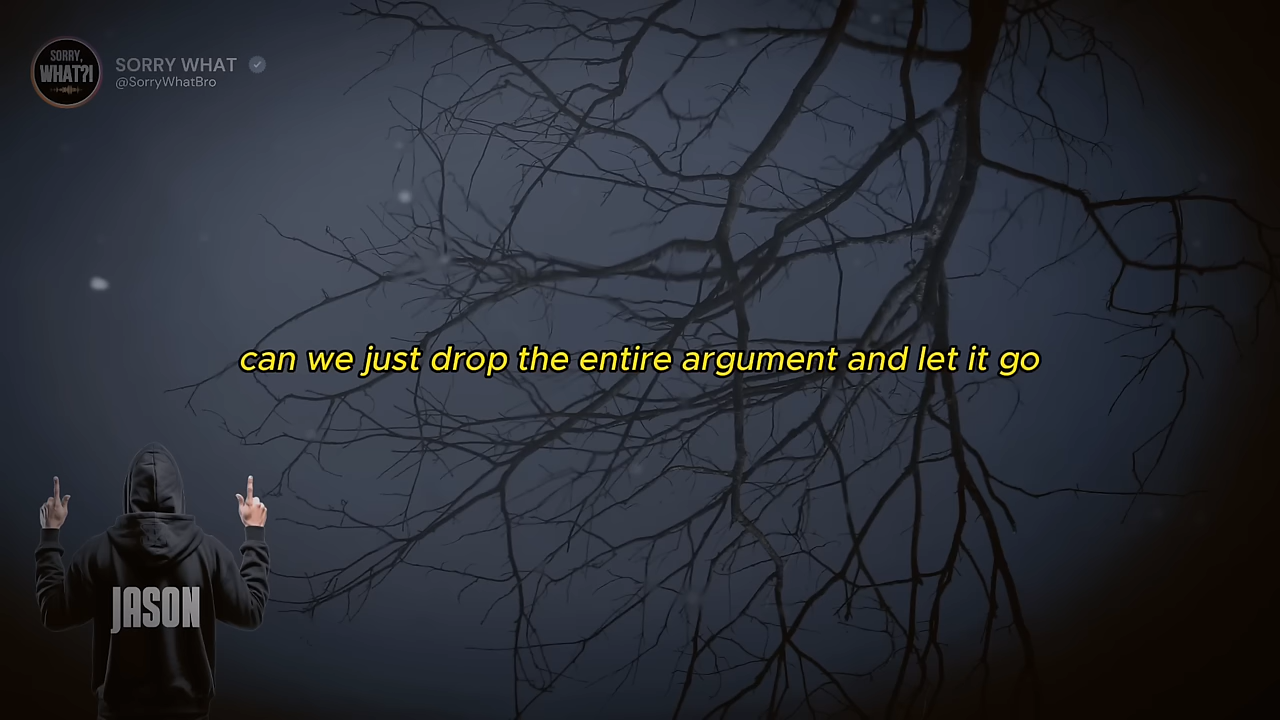 SORRY,
WHAT?!
SORRY WHAT
@SorryWhatBro
can we just drop the entire argument and let it go
JASON